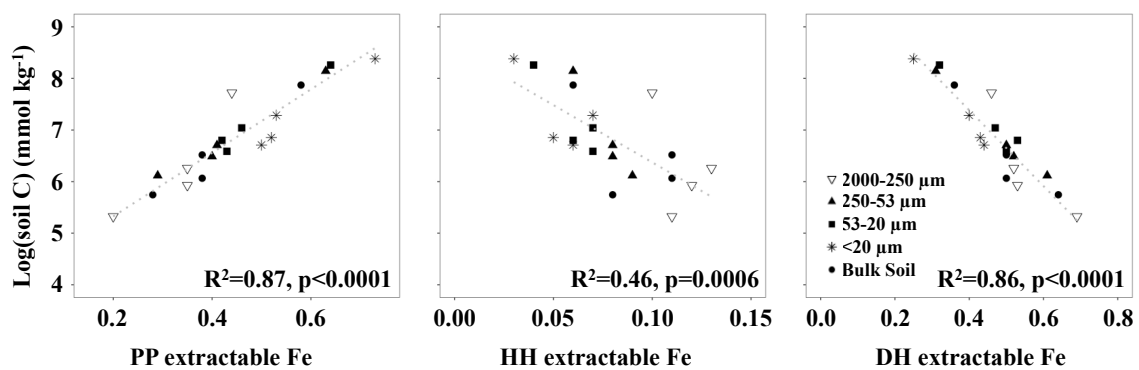 Log(soil C) (mmol kg⁻¹)
9
8
7
6
5
4
R²=0.87, p<0.0001
0.2 0.4 0.6
PP extractable Fe
R²=0.46, p=0.0006
0.00 0.05 0.10 0.15
HH extractable Fe
2000-250 µm
250-53 µm
53-20 µm
<20 µm
Bulk Soil
R²=0.86, p<0.0001
0.0 0.2 0.4 0.6 0.8
DH extractable Fe